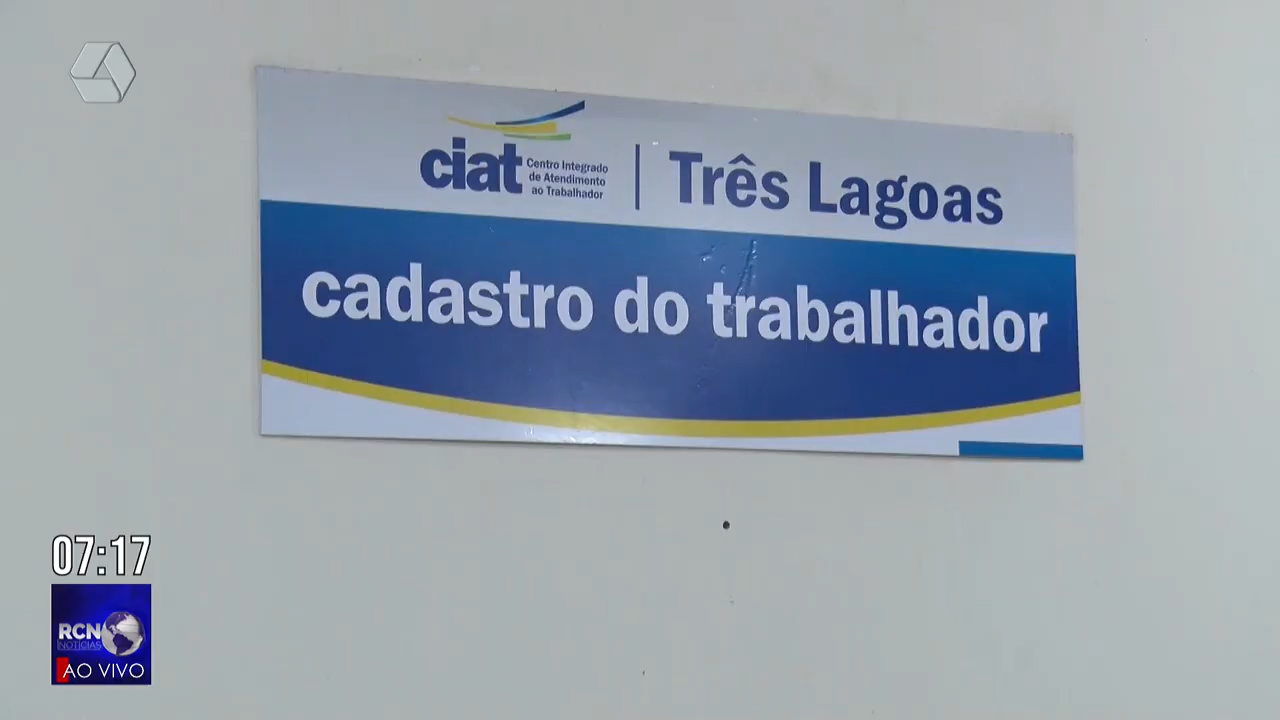 ciat
Centro Integrado
de Atendimento
ao Trabalhador
Três Lagoas
cadastro do trabalhador
07:17
RCN
NOTÍCIAS
AO VIVO